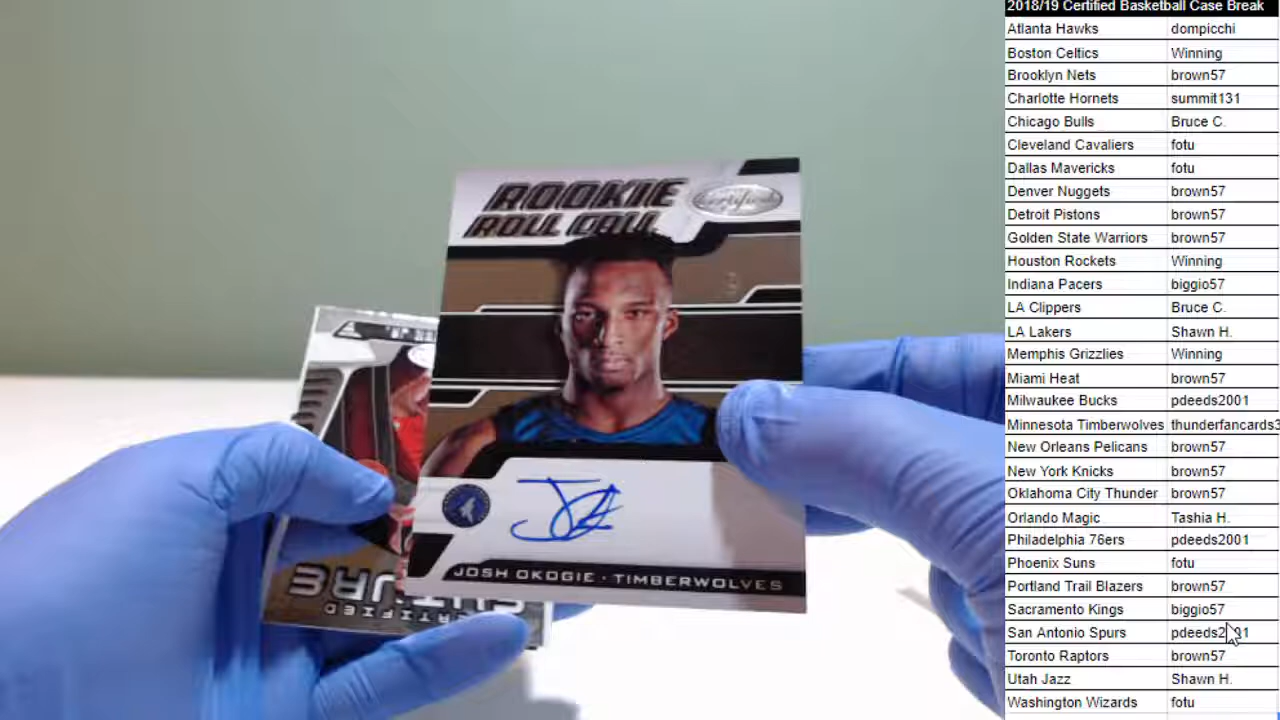 2018/19 Certified Basketball Case Break
Atlanta Hawks dompicchi
Boston Celtics Winning
Brooklyn Nets brown57
Charlotte Hornets summit131
Chicago Bulls Bruce C.
Cleveland Cavaliers fotu
Dallas Mavericks fotu
Denver Nuggets brown57
Detroit Pistons brown57
Golden State Warriors brown57
Houston Rockets Winning
Indiana Pacers biggio57
LA Clippers Bruce C.
LA Lakers Shawn H.
Memphis Grizzlies Winning
Miami Heat brown57
Milwaukee Bucks pdeeds2001
Minnesota Timberwolves thunderfancards3
New Orleans Pelicans brown57
New York Knicks brown57
Oklahoma City Thunder brown57
Orlando Magic Tashia H.
Philadelphia 76ers pdeeds2001
Phoenix Suns fotu
Portland Trail Blazers brown57
Sacramento Kings biggio57
San Antonio Spurs pdeeds2001
Toronto Raptors brown57
Utah Jazz Shawn H.
Washington Wizards fotu
ROOKIE
ROLL CALL
Certified
JOSH OKOGIE · TIMBERWOLVES
CERTIFIED
FUTURE